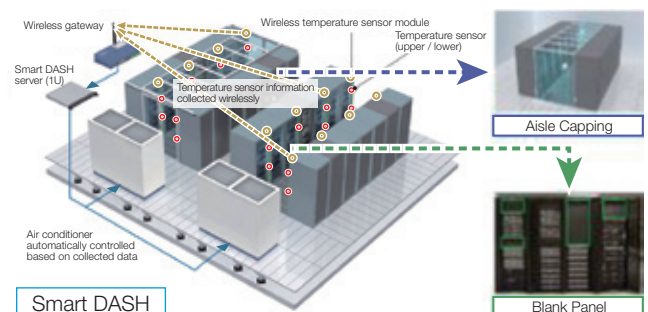 Wireless gateway
Wireless temperature sensor module
Temperature sensor
(upper / lower)
Smart DASH
server (1U)
Temperature sensor information
collected wirelessly
Aisle Capping
Air conditioner
automatically controlled
based on collected data
Smart DASH
Blank Panel